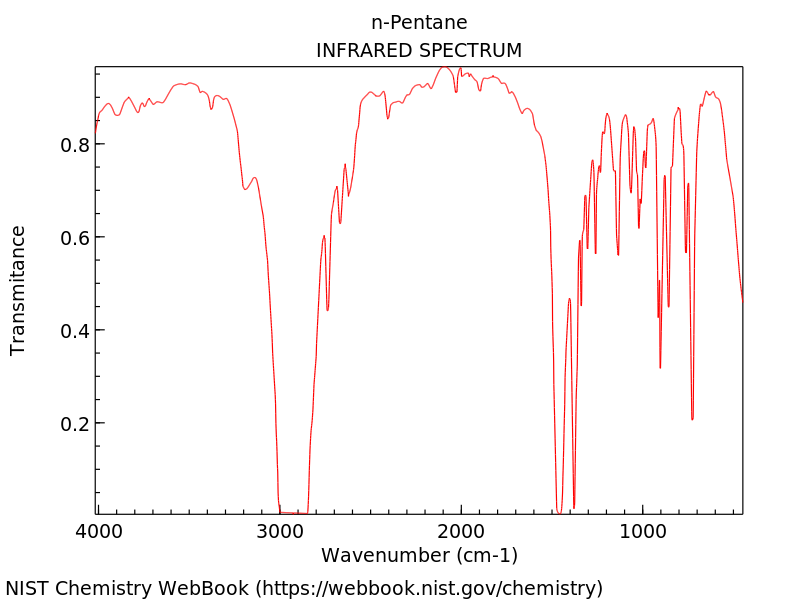 n-Pentane
INFRARED SPECTRUM
0.8
0.6
0.4
0.2
Transmitance
4000 3000 2000 1000
Wavenumber (cm-1)
NIST Chemistry WebBook (https://webbook.nist.gov/chemistry)